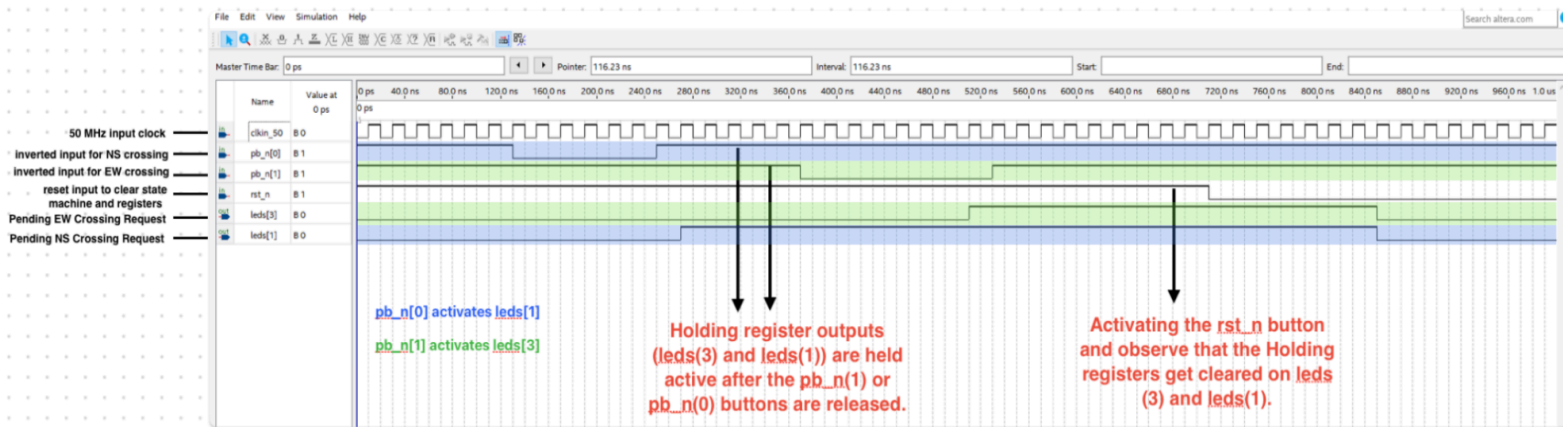 File Edit View Simulation Help
Search altera.com
Master Time Bar: 0 ps
Pointer: 116.23 ns
Interval: 116.23 ns
Start:
End:
Name
Value at
0 ps
0 ps 40.0 ns 80.0 ns 120.0 ns 160.0 ns 200.0 ns 240.0 ns 280.0 ns 320.0 ns 360.0 ns 400.0 ns 440.0 ns 480.0 ns 520.0 ns 560.0 ns 600.0 ns 640.0 ns 680.0 ns 720.0 ns 760.0 ns 800.0 ns 840.0 ns 880.0 ns 920.0 ns 960.0 ns 1.0 us
0 ps
50 MHz input clock
clkin_50 B 0
inverted input for NS crossing
pb_n[0] B 1
inverted input for EW crossing
pb_n[1] B 1
reset input to clear state
machine and registers
rst_n B 1
Pending EW Crossing Request
leds[3] B 0
Pending NS Crossing Request
leds[1] B 0
pb_n[0] activates leds[1]
pb_n[1] activates leds[3]
Holding register outputs
(leds(3) and leds(1)) are held
active after the pb_n(1) or
pb_n(0) buttons are released.
Activating the rst_n button
and observe that the Holding
registers get cleared on leds
(3) and leds(1).